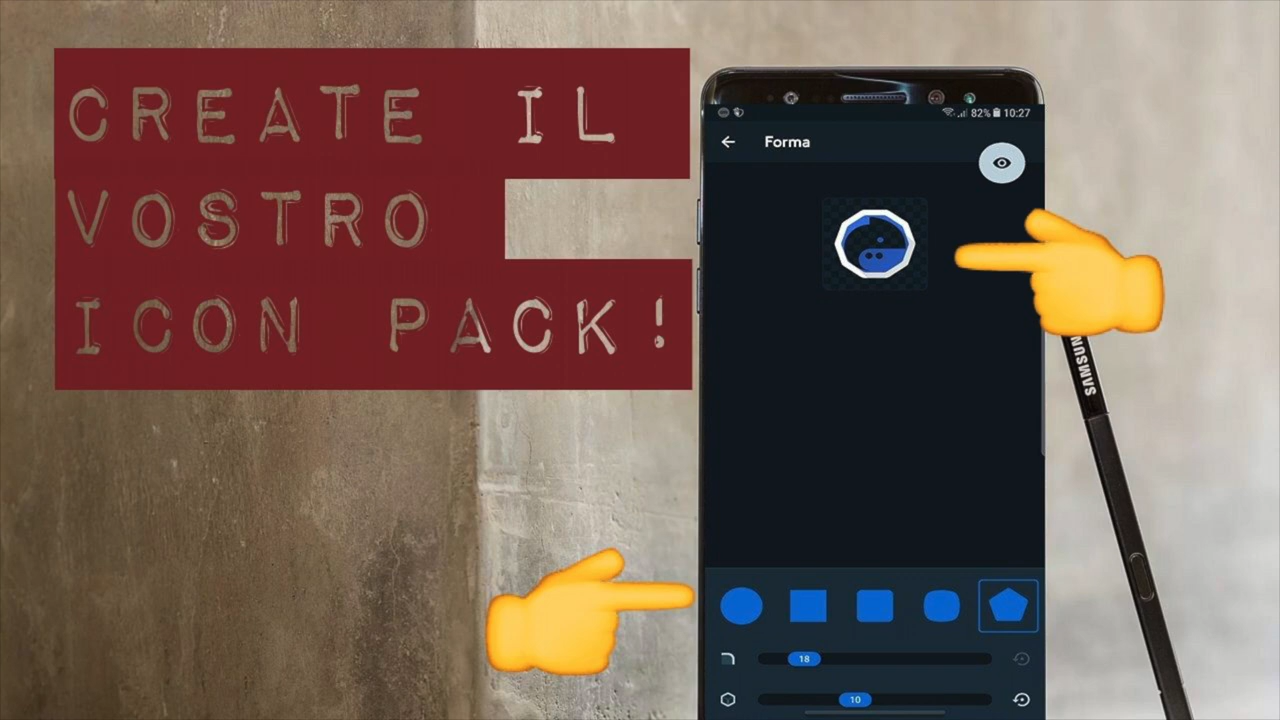 CREATE IL
VOSTRO
ICON PACK!
82% 10:27
Forma
SAMSUNG
18
10